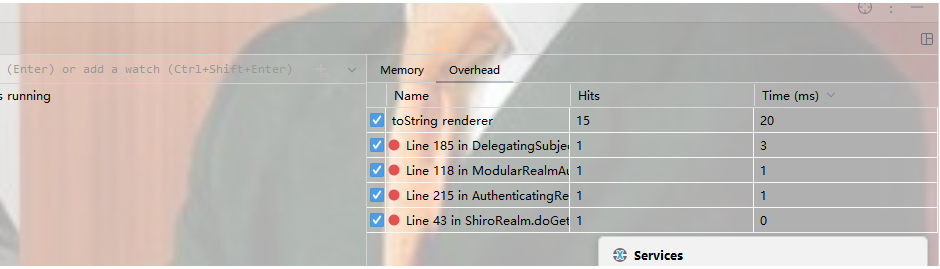 (Enter) or add a watch (Ctrl+Shift+Enter)
Memory Overhead
s running
Name Hits Time (ms)
toString renderer 15 20
Line 185 in DelegatingSubje 1 3
Line 118 in ModularRealmAu 1 1
Line 215 in AuthenticatingRe 1 1
Line 43 in ShiroRealm.doGet 1 0
Services